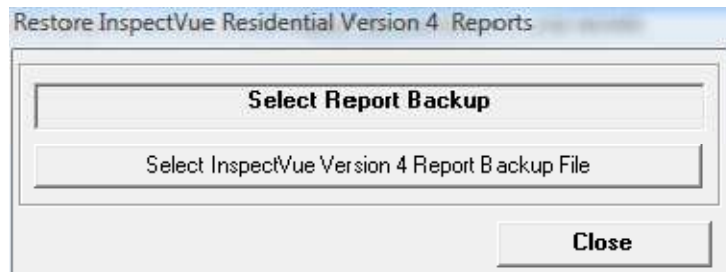 Restore InspectVue Residential Version 4 Reports
Select Report Backup
Select InspectVue Version 4 Report Backup File
Close